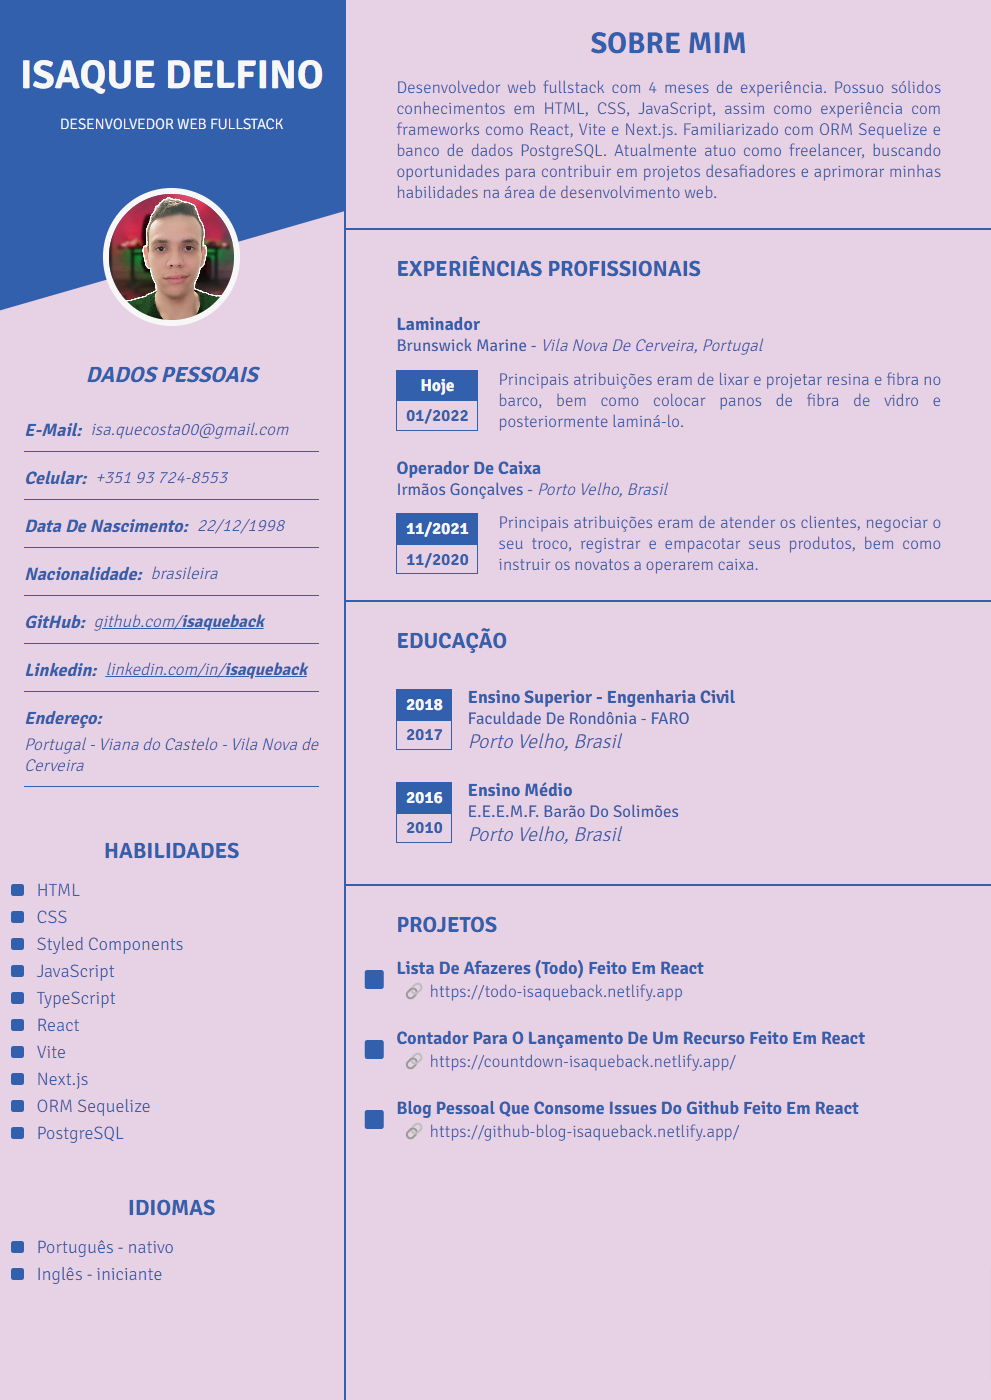 ISAQUE DELFINO
DESENVOLVEDOR WEB FULLSTACK
DADOS PESSOAIS
E-Mail: isa.quecosta00@gmail.com
Celular: +351 93 724-8553
Data De Nascimento: 22/12/1998
Nacionalidade: brasileira
GitHub: github.com/isaqueback
Linkedin: linkedin.com/in/isaqueback
Endereço:
Portugal - Viana do Castelo - Vila Nova de
Cerveira
HABILIDADES
HTML
CSS
Styled Components
JavaScript
TypeScript
React
Vite
Next.js
ORM Sequelize
PostgreSQL
IDIOMAS
Português - nativo
Inglês - iniciante
SOBRE MIM
Desenvolvedor web fullstack com 4 meses de experiência. Possuo sólidos
conhecimentos em HTML, CSS, JavaScript, assim como experiência com
frameworks como React, Vite e Next.js. Familiarizado com ORM Sequelize e
banco de dados PostgreSQL. Atualmente atuo como freelancer, buscando
oportunidades para contribuir em projetos desafiadores e aprimorar minhas
habilidades na área de desenvolvimento web.
EXPERIÊNCIAS PROFISSIONAIS
Laminador
Brunswick Marine - Vila Nova De Cerveira, Portugal
Hoje
01/2022
Principais atribuições eram de lixar e projetar resina e fibra no
barco, bem como colocar panos de fibra de vidro e
posteriormente laminá-lo.
Operador De Caixa
Irmãos Gonçalves - Porto Velho, Brasil
11/2021
11/2020
Principais atribuições eram de atender os clientes, negociar o
seu troco, registrar e empacotar seus produtos, bem como
instruir os novatos a operarem caixa.
EDUCAÇÃO
2018
2017
Ensino Superior - Engenharia Civil
Faculdade De Rondônia - FARO
Porto Velho, Brasil
2016
2010
Ensino Médio
E.E.E.M.F. Barão Do Solimões
Porto Velho, Brasil
PROJETOS
Lista De Afazeres (Todo) Feito Em React
https://todo-isaqueback.netlify.app
Contador Para O Lançamento De Um Recurso Feito Em React
https://countdown-isaqueback.netlify.app/
Blog Pessoal Que Consome Issues Do Github Feito Em React
https://github-blog-isaqueback.netlify.app/